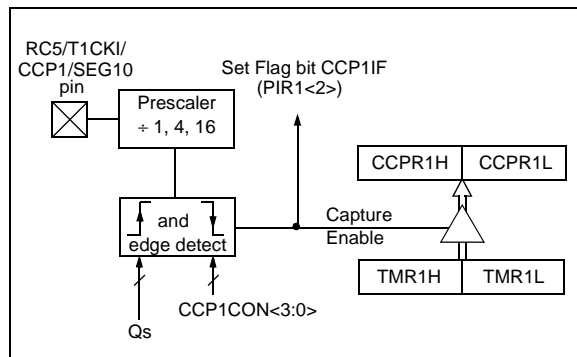 RC5/T1CKI/
CCP1/SEG10
pin
Prescaler
÷ 1, 4, 16
Set Flag bit CCP1IF
(PIR1<2>)
CCPR1H CCPR1L
and
edge detect
Capture
Enable
TMR1H TMR1L
CCP1CON<3:0>
Qs